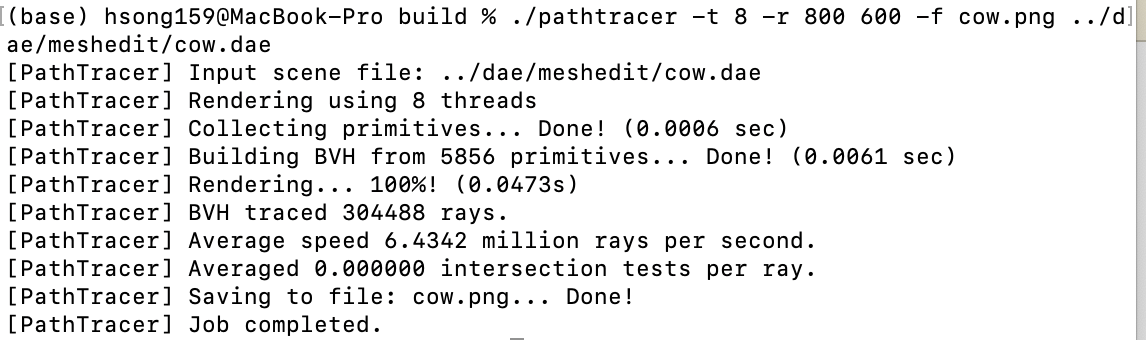 (base) hsong159@MacBook-Pro build % ./pathtracer -t 8 -r 800 600 -f cow.png ../d
ae/meshedit/cow.dae
[PathTracer] Input scene file: ../dae/meshedit/cow.dae
[PathTracer] Rendering using 8 threads
[PathTracer] Collecting primitives... Done! (0.0006 sec)
[PathTracer] Building BVH from 5856 primitives... Done! (0.0061 sec)
[PathTracer] Rendering... 100%! (0.0473s)
[PathTracer] BVH traced 304488 rays.
[PathTracer] Average speed 6.4342 million rays per second.
[PathTracer] Averaged 0.000000 intersection tests per ray.
[PathTracer] Saving to file: cow.png... Done!
[PathTracer] Job completed.